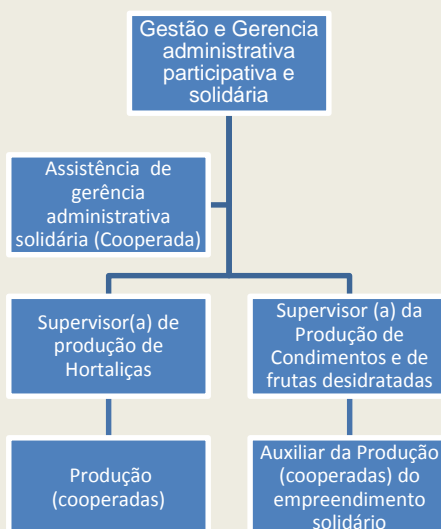 Gestão e Gerencia
administrativa
participativa e
solidária
Assistência de
gerência
administrativa
solidária (Cooperada)
Supervisor(a) de
produção de
Hortaliças
Supervisor (a) da
Produção de
Condimentos e de
frutas desidratadas
Produção
(cooperadas)
Auxiliar da Produção
(cooperadas) do
empreendimento
solidário